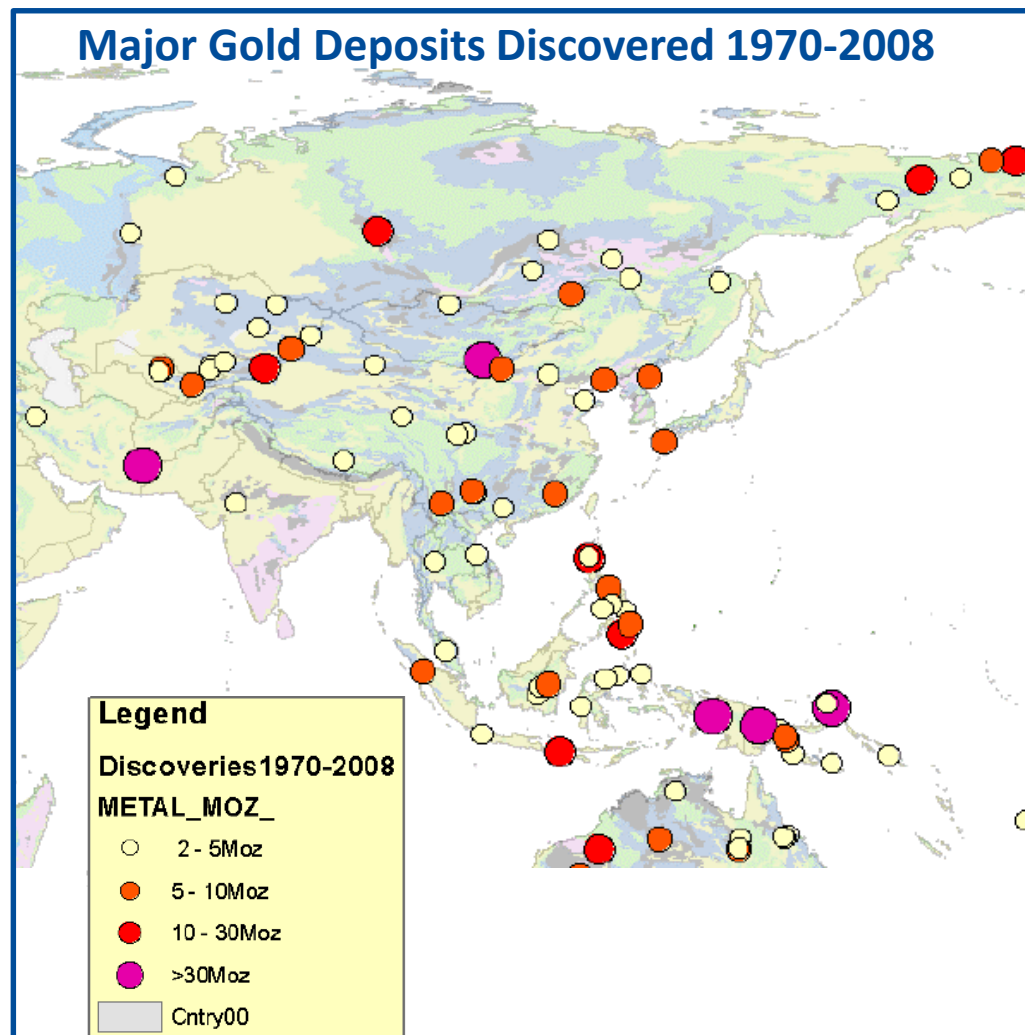 Major Gold Deposits Discovered 1970-2008
Legend
Discoveries1970-2008
METAL_MOZ_
2 - 5Moz
5 - 10Moz
10 - 30Moz
>30Moz
Cntry00